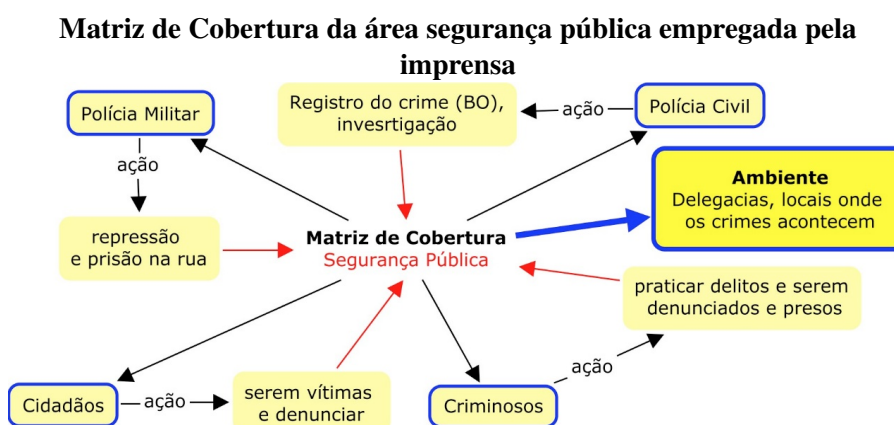 Matriz de Cobertura da área segurança pública empregada pela
imprensa
Polícia Militar
ação
repressão
e prisão na rua
Registro do crime (BO),
invesrtigação
ação
Polícia Civil
Ambiente
Delegacias, locais onde
os crimes acontecem
Matriz de Cobertura
Segurança Pública
praticar delitos e serem
denunciados e presos
ação
Cidadãos
ação
serem vítimas
e denunciar
Criminosos